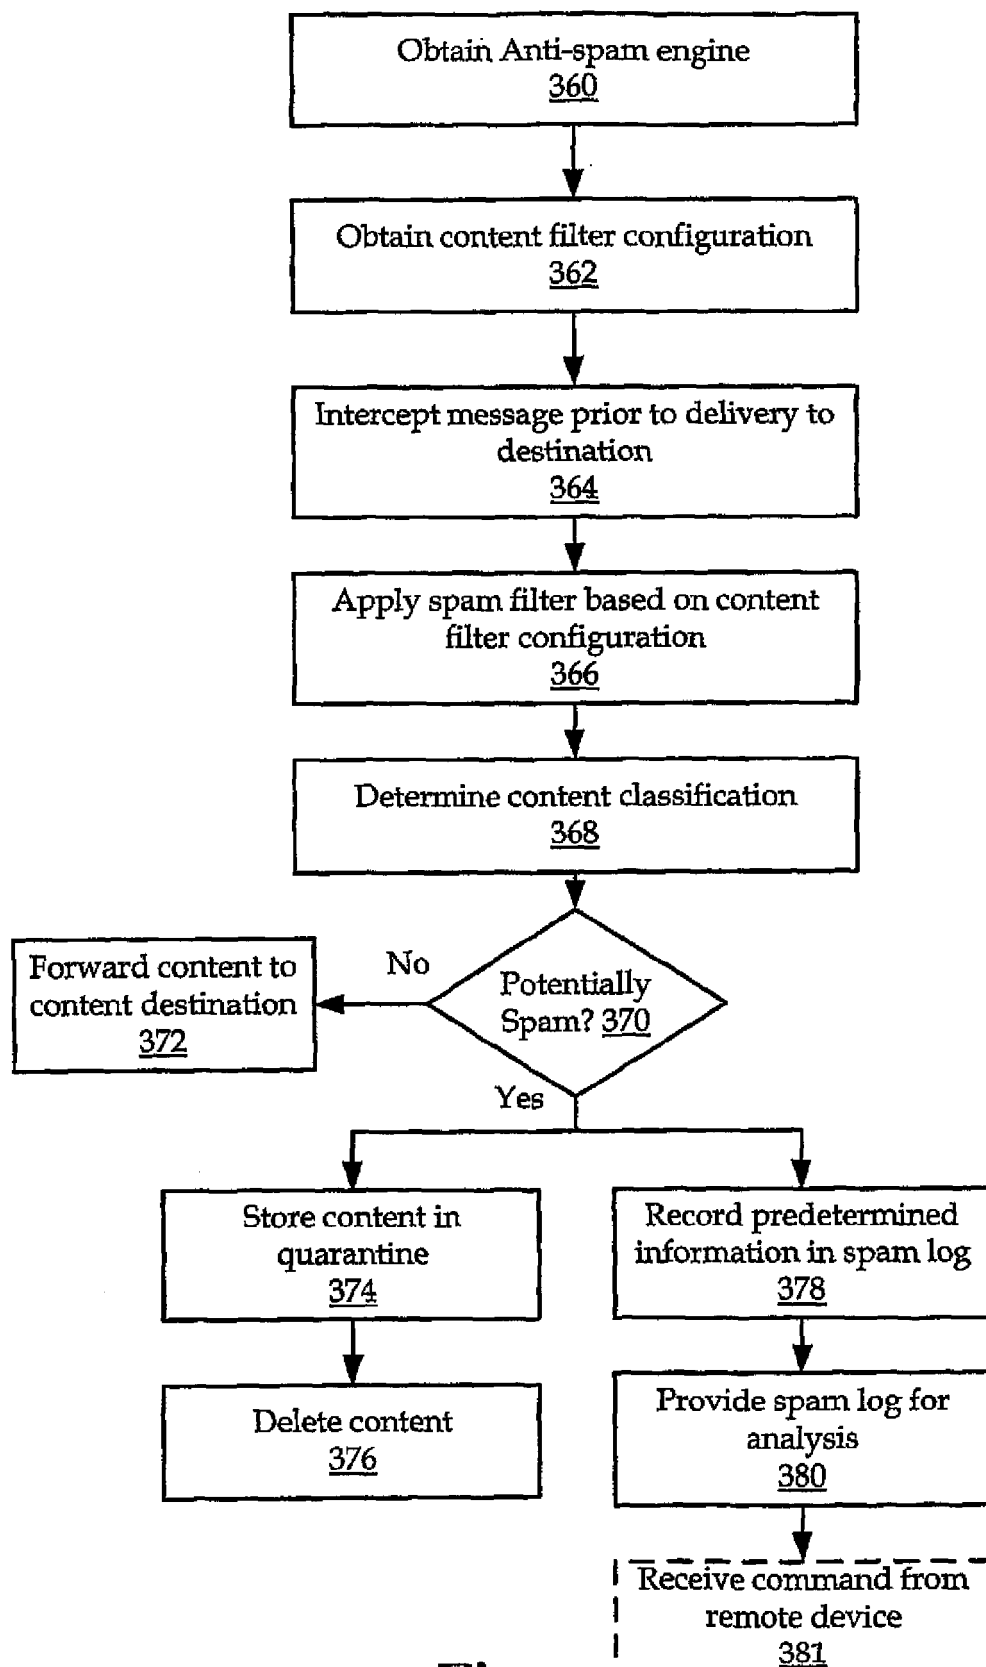 Obtain Anti-spam engine
360
Obtain content filter configuration
362
Intercept message prior to delivery to
destination
364
Apply spam filter based on content
filter configuration
366
Determine content classification
368
Potentially
Spam? 370
No
Forward content to
content destination
372
Yes
Store content in
quarantine
374
Delete content
376
Record predetermined
information in spam log
378
Provide spam log for
analysis
380
Receive command from
remote device
381